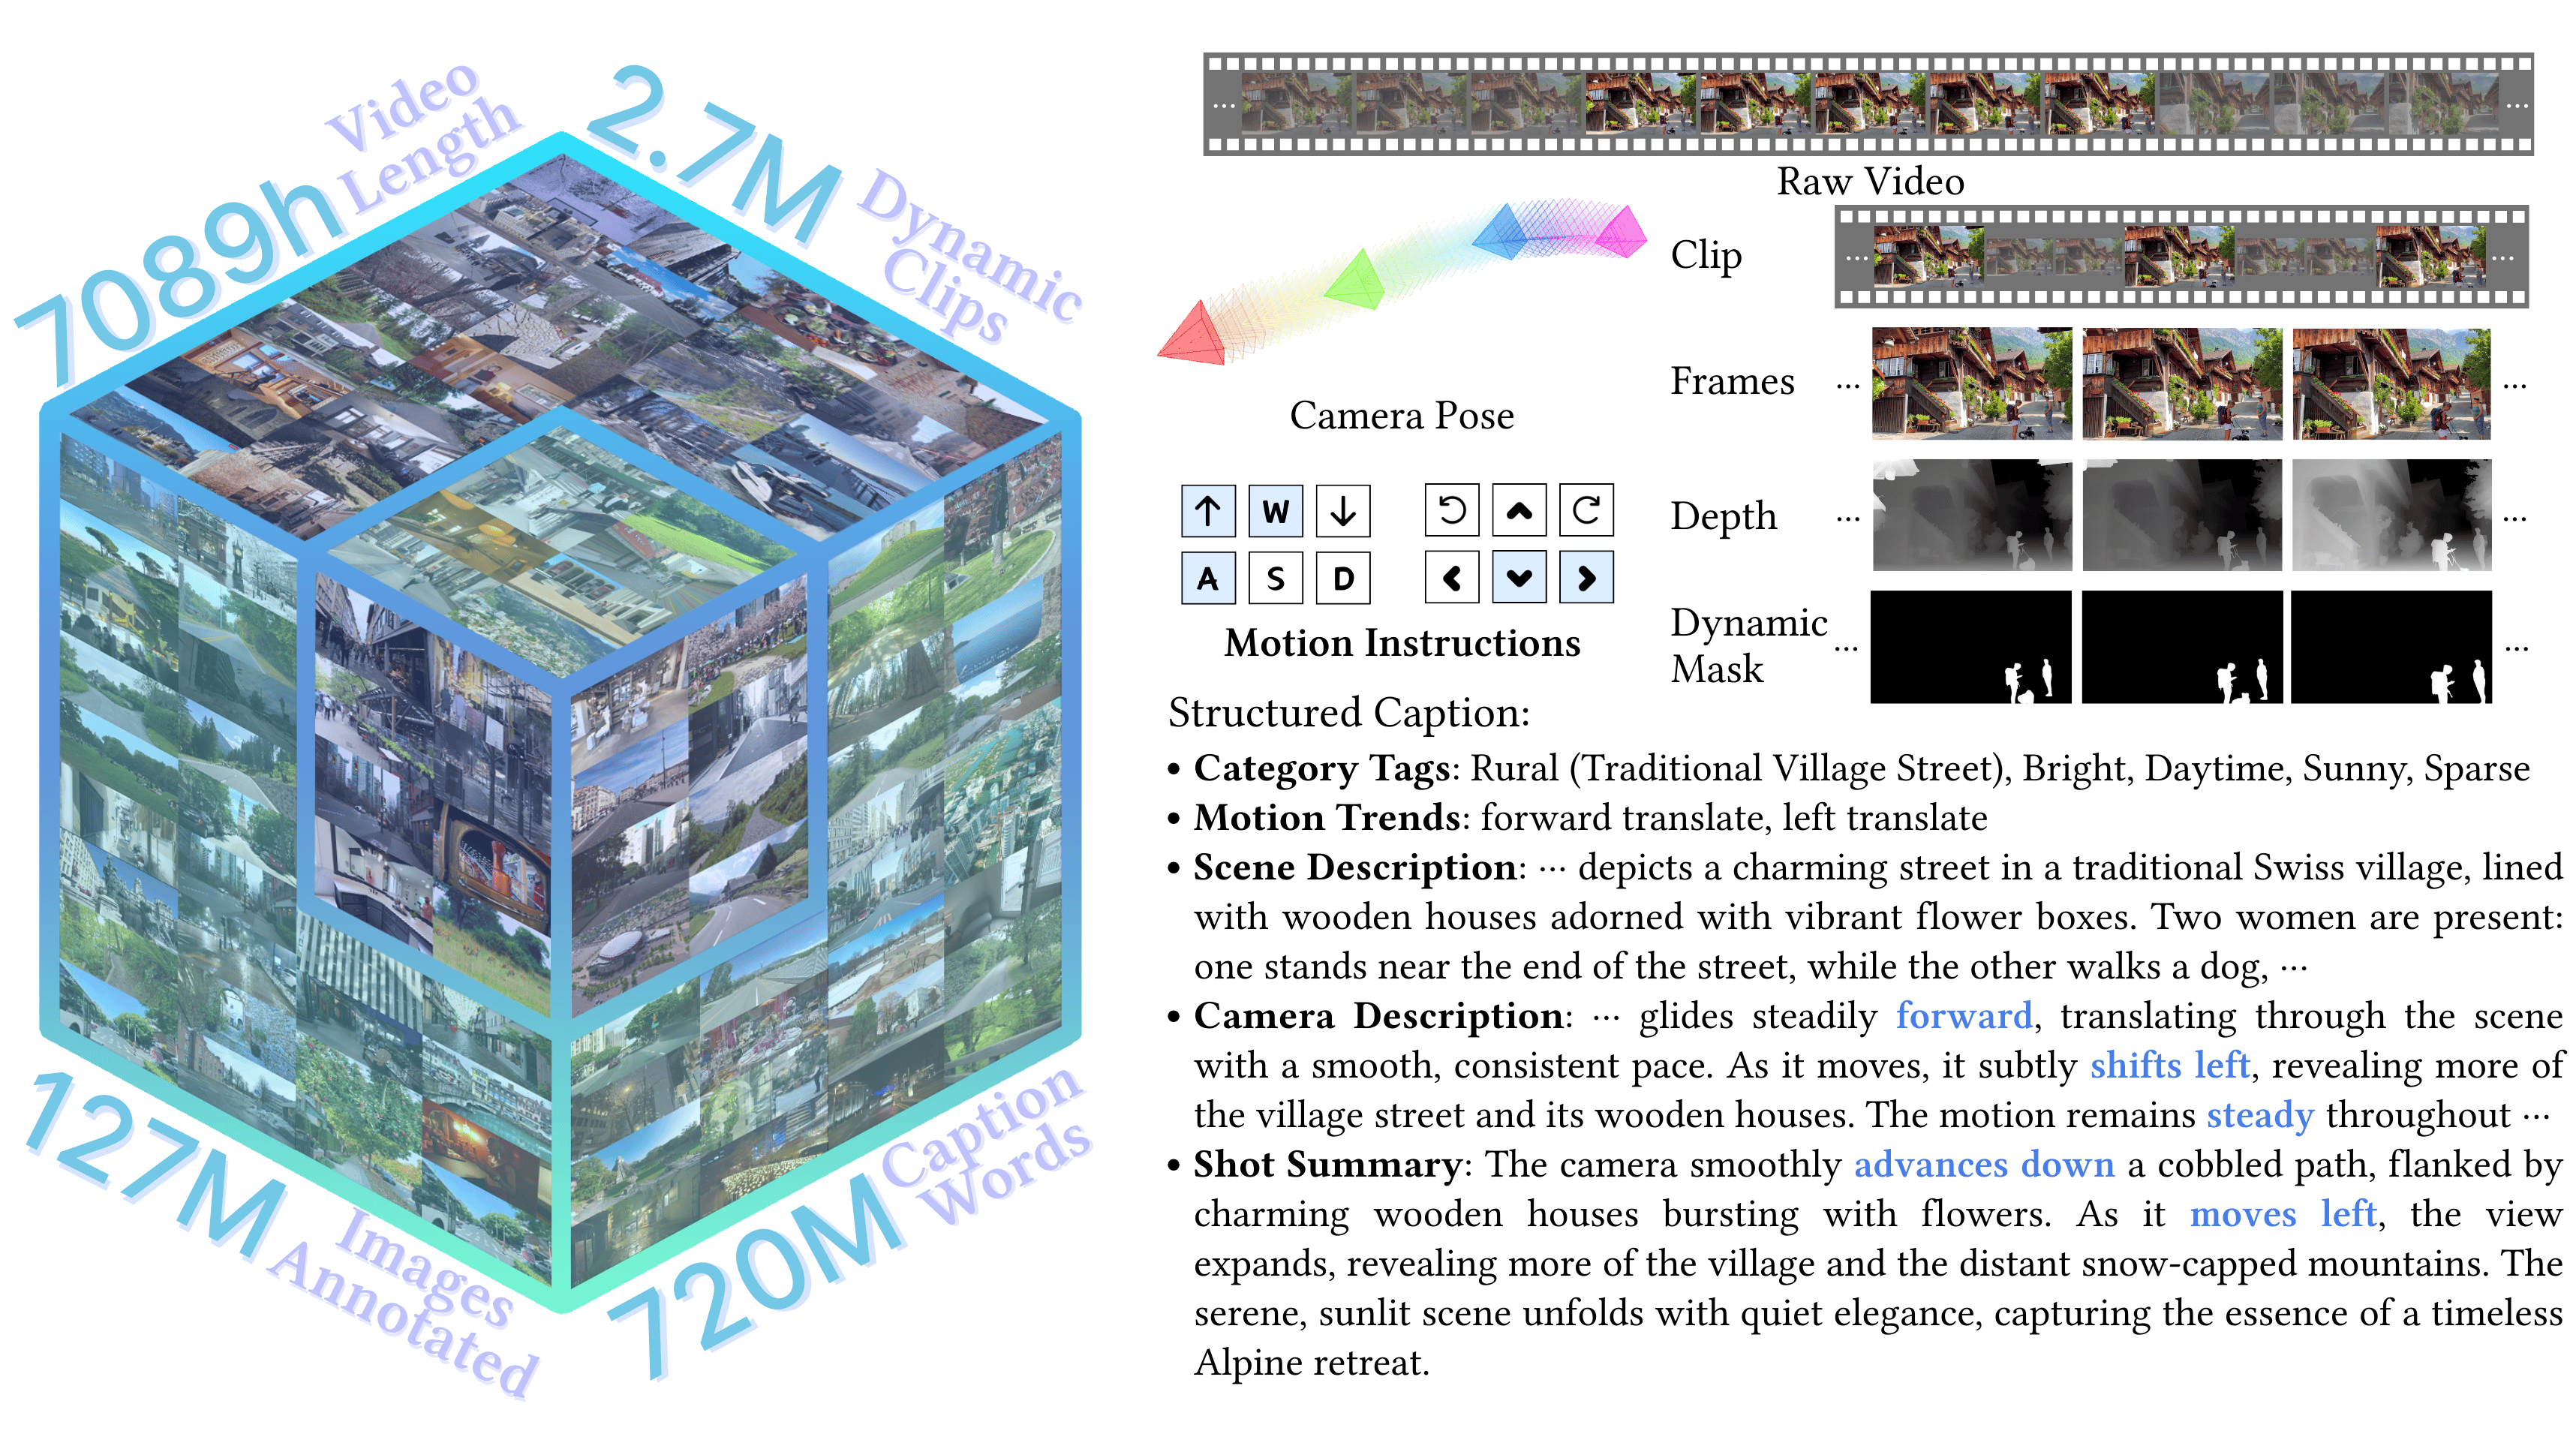 Video
Length
7089h
2.7M
Dynamic
Clips
127M
Images
Annotated
720M
Caption
Words
...
...
Raw Video
Clip
...
...
Camera Pose
Frames
...
...
Depth
...
...
Dynamic
Mask
...
...
↑ W ↓
A S D
Motion Instructions
Structured Caption:
• Category Tags: Rural (Traditional Village Street), Bright, Daytime, Sunny, Sparse
• Motion Trends: forward translate, left translate
• Scene Description: ··· depicts a charming street in a traditional Swiss village, lined
with wooden houses adorned with vibrant flower boxes. Two women are present:
one stands near the end of the street, while the other walks a dog, ···
• Camera Description: ··· glides steadily forward, translating through the scene
with a smooth, consistent pace. As it moves, it subtly shifts left, revealing more of
the village street and its wooden houses. The motion remains steady throughout ···
• Shot Summary: The camera smoothly advances down a cobbled path, flanked by
charming wooden houses bursting with flowers. As it moves left, the view
expands, revealing more of the village and the distant snow-capped mountains. The
serene, sunlit scene unfolds with quiet elegance, capturing the essence of a timeless
Alpine retreat.